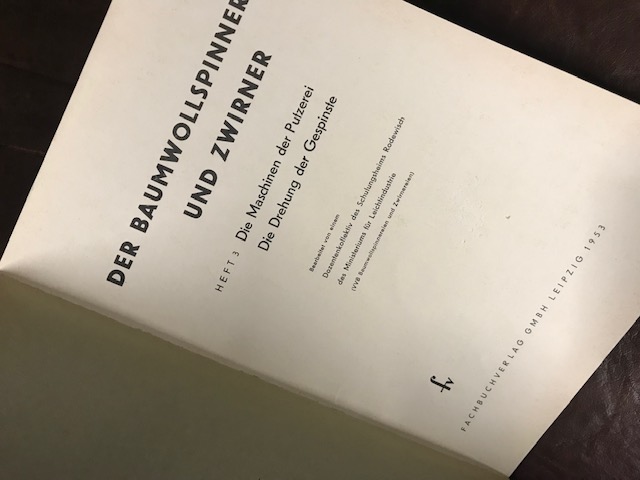 DER BAUMWOLLSPINNER
UND ZWIRNER
HEFT 3 Die Maschinen der Putzerei
Die Drehung der Gespinste
Bearbeitet von einem
Dozentenkollektiv des Schulungsheims Rodewisch
des Ministeriums für Leichtindustrie
(VVB Baumwollspinnereien und Zwirnereien)
fv
FACHBUCHVERLAG GMBH LEIPZIG 1953